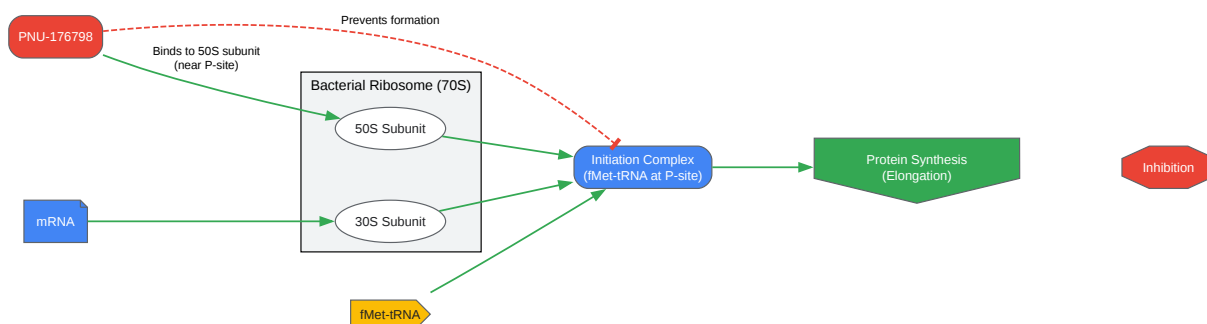 PNU-176798
Prevents formation
Binds to 50S subunit
(near P-site)
Bacterial Ribosome (70S)
50S Subunit
Initiation Complex
(fMet-tRNA at P-site)
Protein Synthesis
(Elongation)
Inhibition
mRNA
30S Subunit
fMet-tRNA